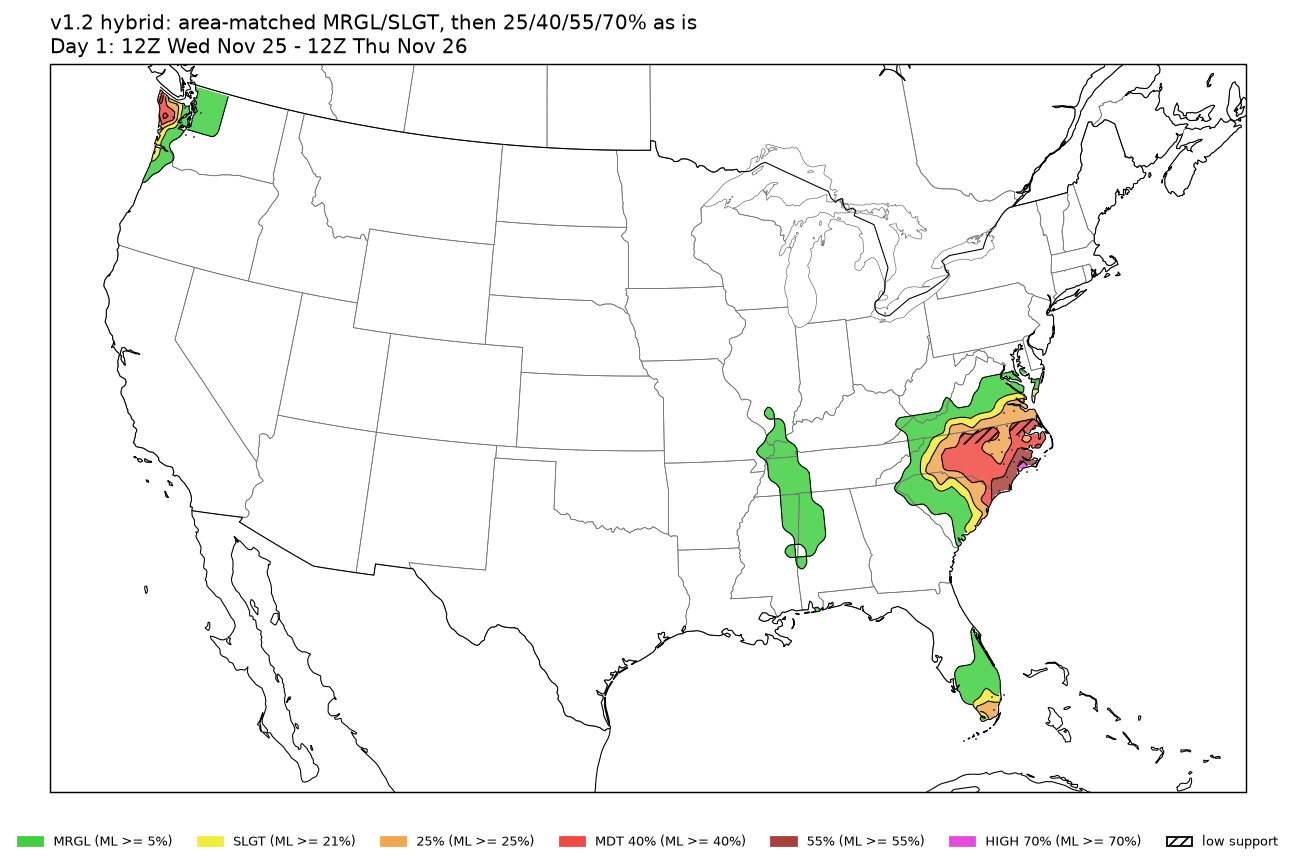 v1.2 hybrid: area-matched MRGL/SLGT, then 25/40/55/70% as is
Day 1: 12Z Wed Nov 25 - 12Z Thu Nov 26
MRGL (ML >= 5%) SLGT (ML >= 21%) 25% (ML >= 25%) MDT 40% (ML >= 40%) 55% (ML >= 55%) HIGH 70% (ML >= 70%) low support